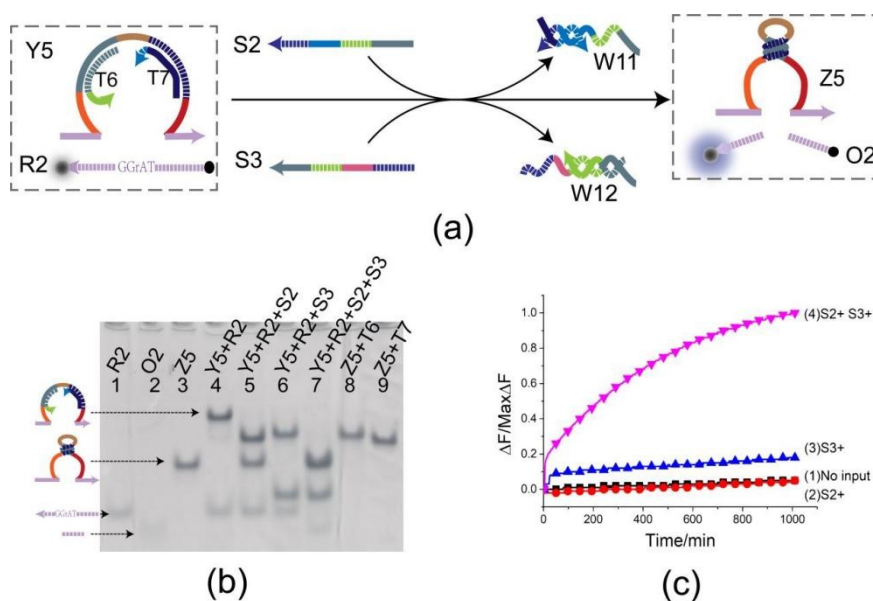 Y5
T6
T7
R2
GGrAT
S2
S3
W11
W12
Z5
O2
(a)
R2
O2
Z5
Y5+R2
Y5+R2+S2
Y5+R2+S3
Y5+R2+S2+S3
Z5+T6
Z5+T7
1 2 3 4 5 6 7 8 9
GGrAT
(b)
ΔF/MaxΔF
1.0
0.8
0.6
0.4
0.2
0.0
0 200 400 600 800 1000
Time/min
(4)S2+ S3+
(3)S3+
(1)No input
(2)S2+
(c)